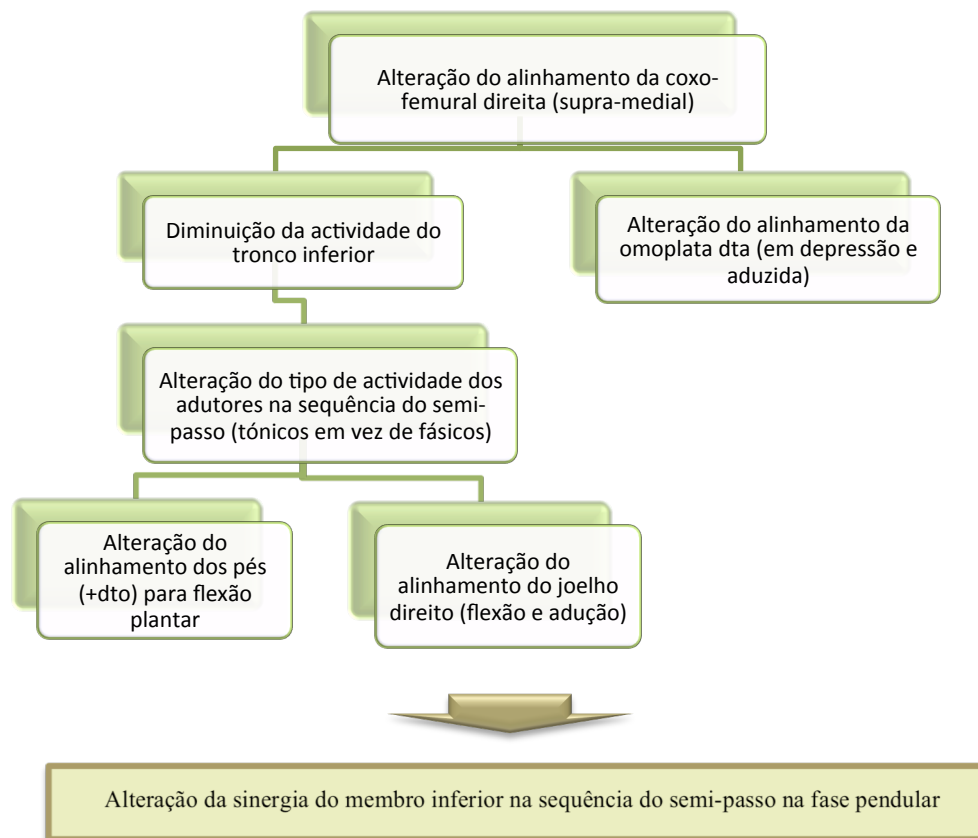 Alteração do alinhamento da coxo-
femural direita (supra-medial)
Diminuição da actividade do
tronco inferior
Alteração do alinhamento da
omoplata dta (em depressão e
aduzida)
Alteração do tipo de actividade dos
adutores na sequência do semi-
passo (tónicos em vez de fásicos)
Alteração do
alinhamento dos pés
(+dto) para flexão
plantar
Alteração do
alinhamento do joelho
direito (flexão e adução)
Alteração da sinergia do membro inferior na sequência do semi-passo na fase pendular